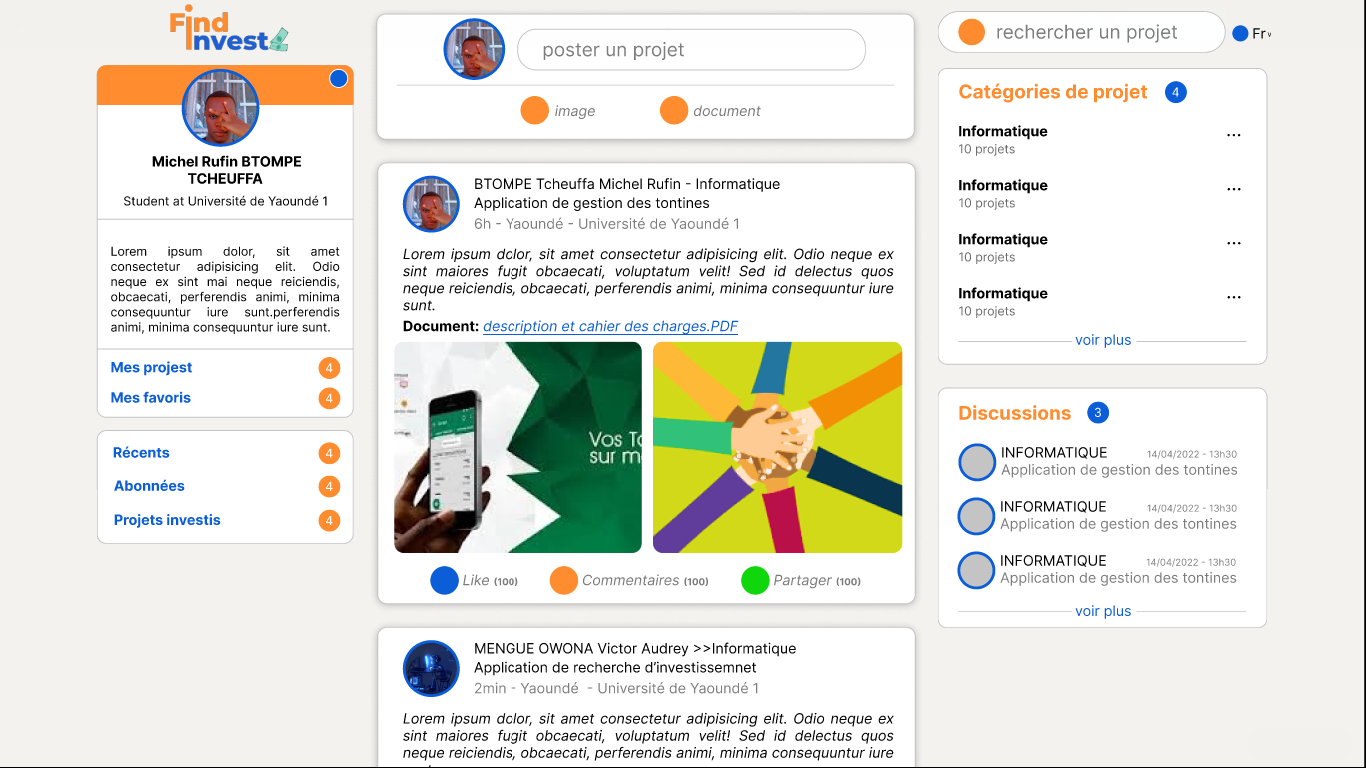 Find
Invest
Michel Rufin BTOMPE
TCHEUFFA
Student at Université de Yaoundé 1
Lorem ipsum dolor, sit amet
consectetur adipisicing elit. Odio
neque ex sint mai neque reiciendis,
obcaecati, perferendis animi, minima
consequuntur iure sunt.perferendis
animi, minima consequuntur iure sunt.
Mes projest 4
Mes favoris 4
Récents 4
Abonnées 4
Projets investis 4
poster un projet
image document
BTOMPE Tcheuffa Michel Rufin - Informatique
Application de gestion des tontines
6h - Yaoundé - Université de Yaoundé 1
Lorem ipsum dclor, sit amet consectetur adipisicing elit. Odio neque ex
sint maiores fugit obcaecati, voluptatum velit! Sed id delectus quos
neque reiciendis, obcaecati, perferendis animi, minima consequuntur iure
sunt.
Document: description et cahier des charges.PDF
Vos To
sur m
Like (100) Commentaires (100) Partager (100)
MENGUE OWONA Victor Audrey >>Informatique
Application de recherche d'investissemnet
2min - Yaoundé - Université de Yaoundé 1
Lorem ipsum dclor, sit amet consectetur adipisicing elit. Odio neque ex
sint maiores fugit obcaecati, voluptatum velit! Sed id delectus quos
neque reiciendis, obcaecati, perferendis animi, minima consequuntur iure
rechercher un projet
Fr
Catégories de projet 4
Informatique ...
10 projets
Informatique ...
10 projets
Informatique ...
10 projets
Informatique ...
10 projets
voir plus
Discussions 3
INFORMATIQUE 14/04/2022 - 13h30
Application de gestion des tontines
INFORMATIQUE 14/04/2022 - 13h30
Application de gestion des tontines
INFORMATIQUE 14/04/2022 - 13h30
Application de gestion des tontines
voir plus